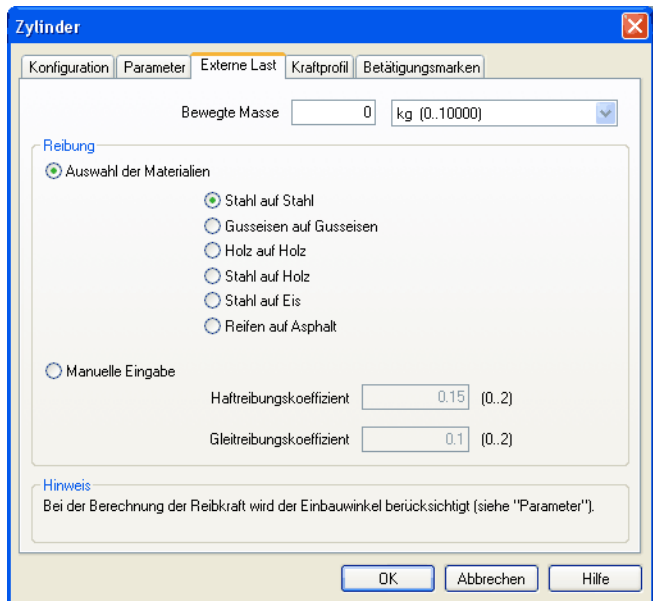 Zylinder
Konfiguration Parameter Externe Last Kraftprofil Betätigungsmarken
Bewegte Masse 0 kg (0..10000)
Reibung
Auswahl der Materialien
Stahl auf Stahl
Gusseisen auf Gusseisen
Holz auf Holz
Stahl auf Holz
Stahl auf Eis
Reifen auf Asphalt
Manuelle Eingabe
Haftreibungskoeffizient 0.15 (0..2)
Gleitreibungskoeffizient 0.1 (0..2)
Hinweis
Bei der Berechnung der Reibkraft wird der Einbauwinkel berücksichtigt (siehe "Parameter").
OK Abbrechen Hilfe